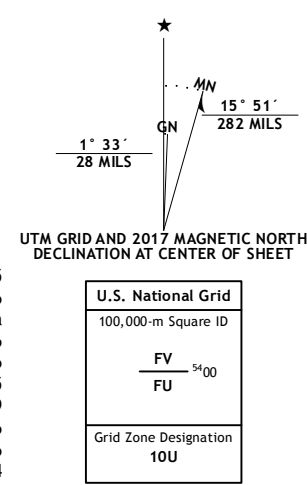 ★
MN
GN
15° 51´
282 MILS
1° 33´
28 MILS
UTM GRID AND 2017 MAGNETIC NORTH
DECLINATION AT CENTER OF SHEET
U.S. National Grid
100,000-m Square ID
FV
5400
FU
Grid Zone Designation
10U